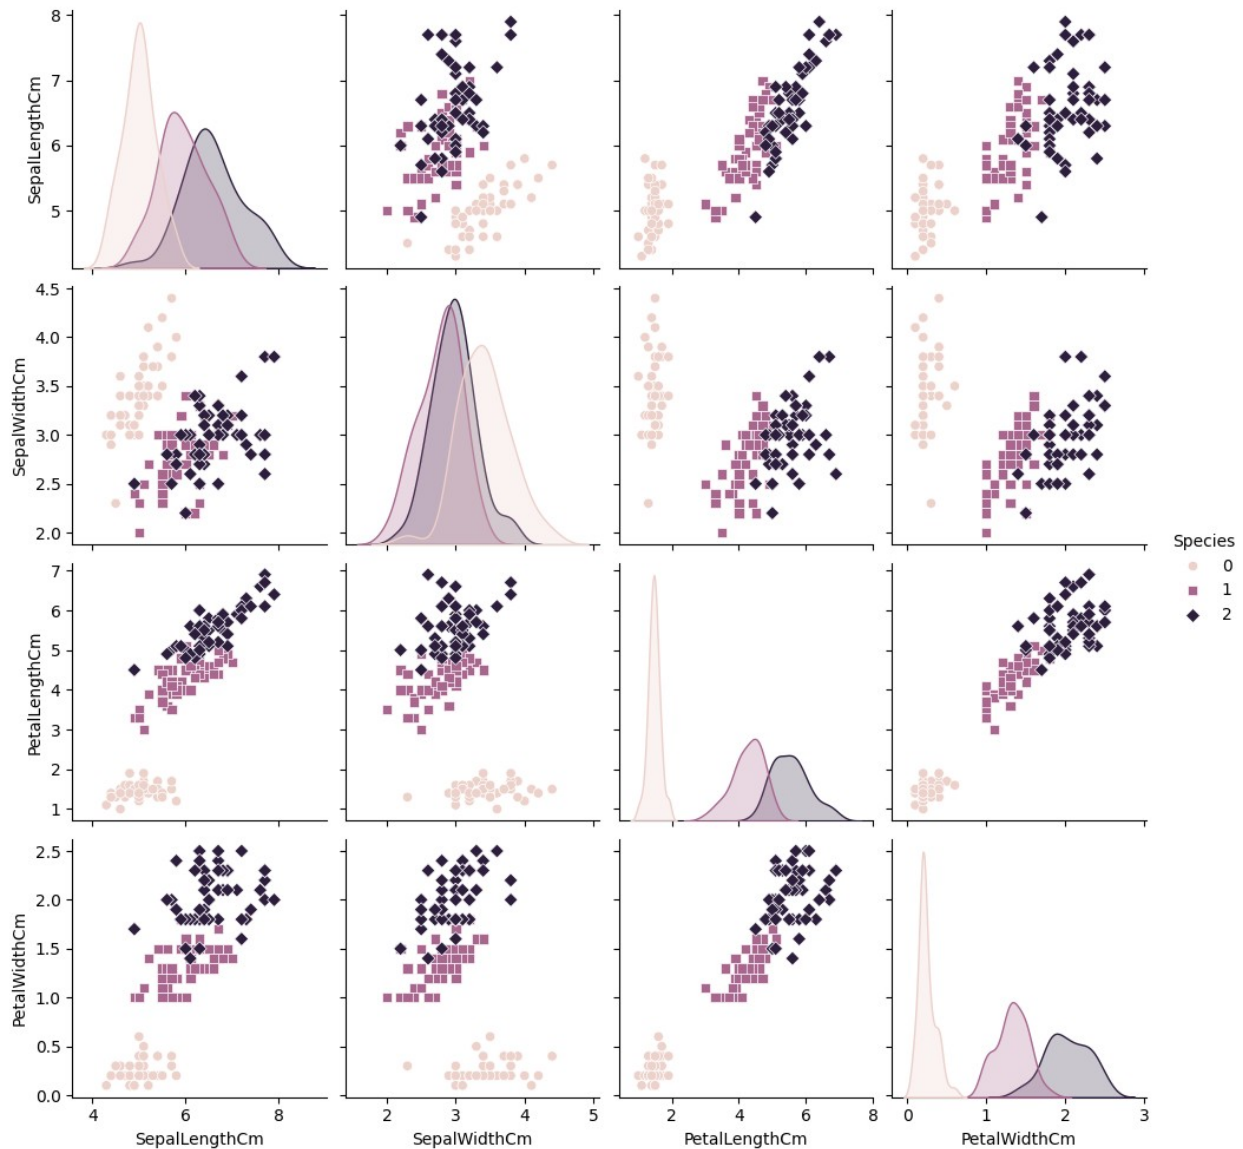 8
7
6
5
SepalLengthCm
4.5
4.0
3.5
3.0
2.5
2.0
SepalWidthCm
Species
0
1
2
7
6
5
4
3
2
1
PetalLengthCm
2.5
2.0
1.5
1.0
0.5
0.0
PetalWidthCm
4 6 8
2 3 4 5
2 4 6 8
0 1 2 3
SepalLengthCm SepalWidthCm PetalLengthCm PetalWidthCm